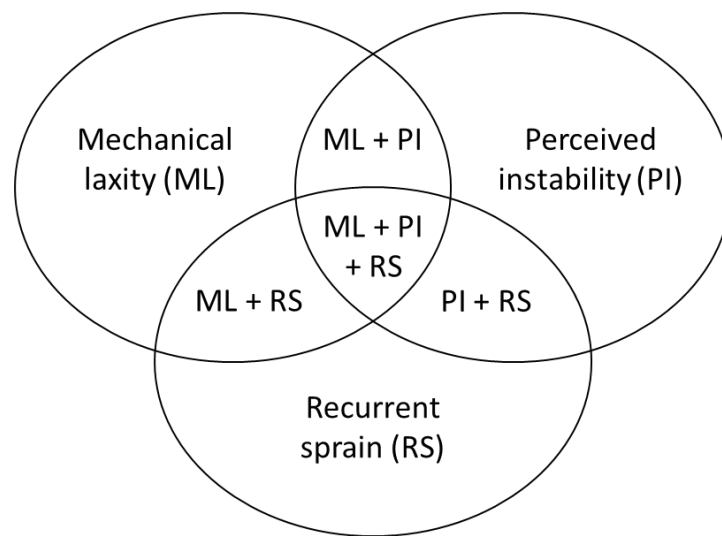 Mechanical
laxity (ML)
ML + PI
Perceived
instability (PI)
ML + PI
+ RS
ML + RS
PI + RS
Recurrent
sprain (RS)